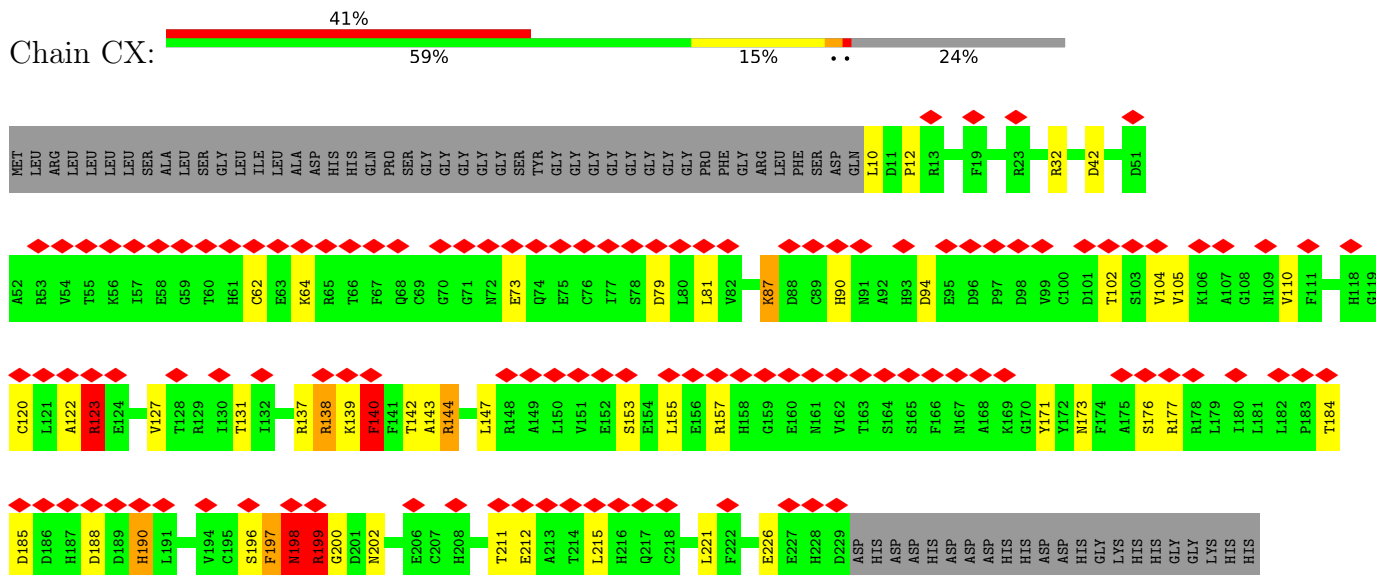 Chain CX:
41%
59% 15% • • 24%
MET LEU ARG LEU LEU LEU LEU SER ALA LEU SER GLY LEU ILE LEU ALA ASP HIS HIS GLN PRO SER GLY GLY GLY GLY GLY SER TYR GLY GLY GLY GLY GLY GLY GLY GLY GLY GLY PRO PHE GLY ARG LEU PHE SER ASP GLN L10 D11 P12 R13 F19 R23 R32 D42 D51
A52 R53 V54 T55 K56 I57 E58 G59 T60 H61 C62 E63 K64 R65 T66 F67 Q68 C69 G70 G71 N72 E73 Q74 E75 C76 I77 S78 D79 L80 L81 V82 K87 D88 C89 H90 N91 A92 H93 D94 E95 D96 P97 D98 V99 C100 D101 T102 S103 V104 V105 K106 A107 G108 N109 V110 F111 H118 G119
C120 L121 A122 R123 E124 V127 T128 R129 I130 T131 I132 R137 R138 K139 F140 F141 T142 A143 R144 L147 R148 A149 L150 V151 E152 S153 E154 L155 E156 R157 H158 G159 E160 N161 V162 T163 S164 S165 F166 N167 A168 K169 G170 Y171 Y172 N173 F174 A175 S176 R177 R178 L179 I180 L181 L182 P183 T184
D185 D186 H187 D188 D189 H190 L191 V194 C195 S196 F197 N198 R199 G200 D201 N202 E206 C207 H208 T211 E212 A213 T214 L215 H216 Q217 C218 L221 F222 E226 E227 H228 D229 ASP HIS ASP ASP ASP HIS ASP ASP ASP HIS HIS ASP ASP HIS GLY LYS HIS HIS GLY GLY LYS HIS HIS